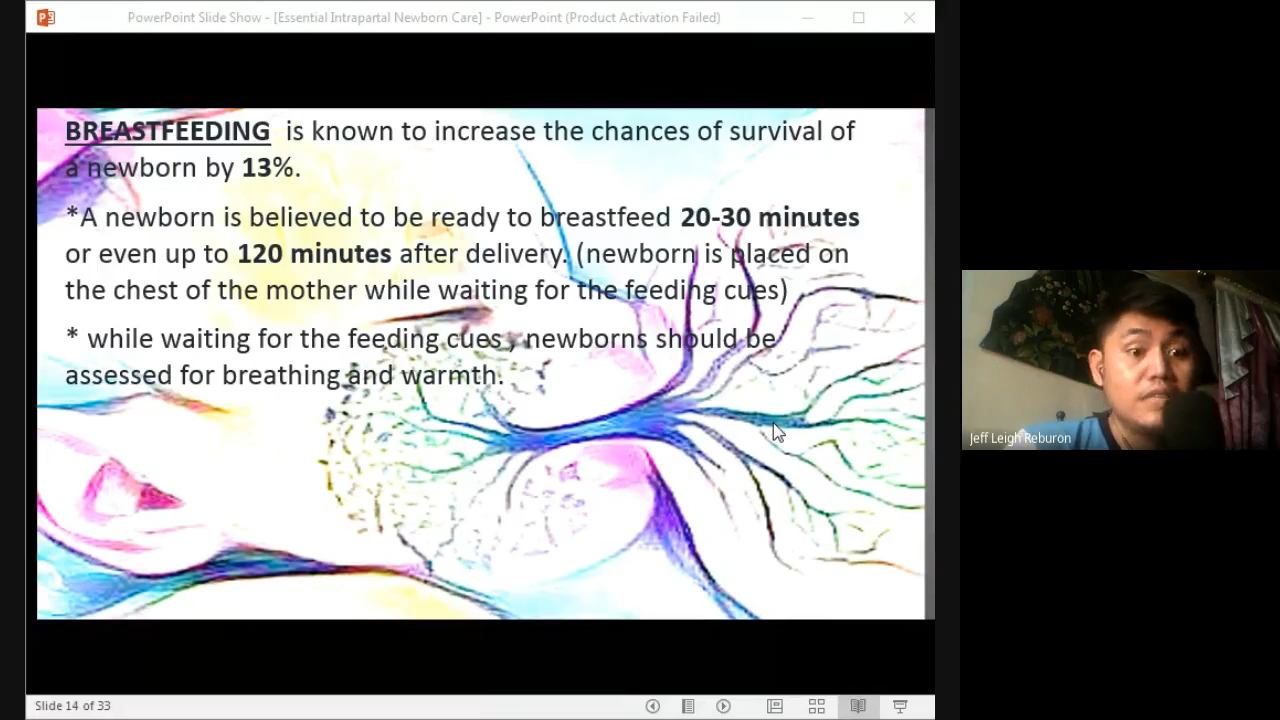 PowerPoint Slide Show - [Essential Intrapartal Newborn Care] - PowerPoint (Product Activation Failed)
BREASTFEEDING is known to increase the chances of survival of
a newborn by 13%.
*A newborn is believed to be ready to breastfeed 20-30 minutes
or even up to 120 minutes after delivery. (newborn is placed on
the chest of the mother while waiting for the feeding cues)
* while waiting for the feeding cues , newborns should be
assessed for breathing and warmth.
Jeff Leigh Reburon
Slide 14 of 33